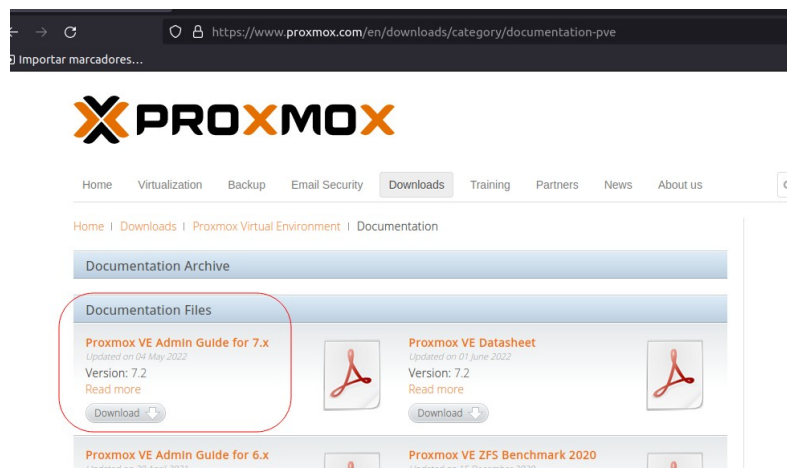 https://www.proxmox.com/en/downloads/category/documentation-pve
Importar marcadores…
PROXMOX
Home Virtualization Backup Email Security Downloads Training Partners News About us
Home | Downloads | Proxmox Virtual Environment | Documentation
Documentation Archive
Documentation Files
Proxmox VE Admin Guide for 7.x
Updated on 04 May 2022
Version: 7.2
Read more
Download
Proxmox VE Datasheet
Updated on 01 June 2022
Version: 7.2
Read more
Download
Proxmox VE Admin Guide for 6.x
Proxmox VE ZFS Benchmark 2020